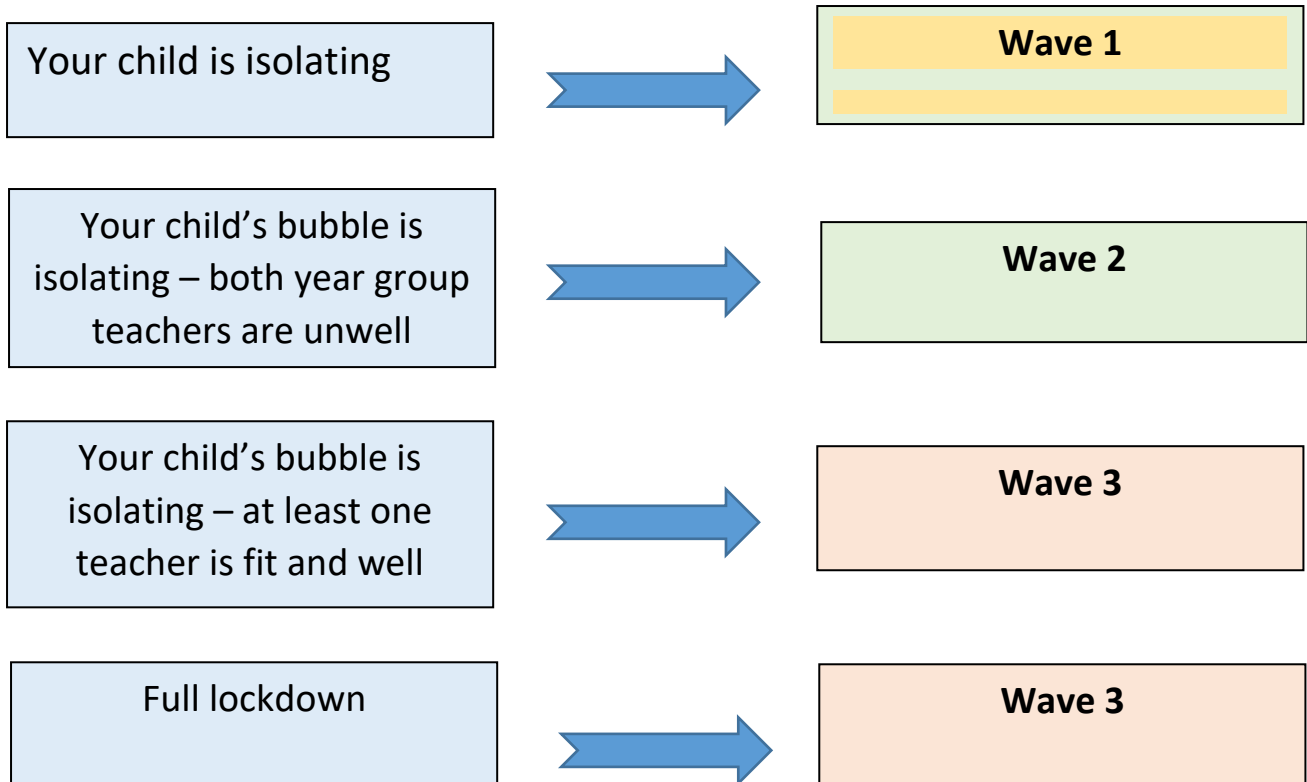 Your child is isolating
Wave 1
Your child’s bubble is
isolating – both year group
teachers are unwell
Wave 2
Your child’s bubble is
isolating – at least one
teacher is fit and well
Wave 3
Full lockdown
Wave 3